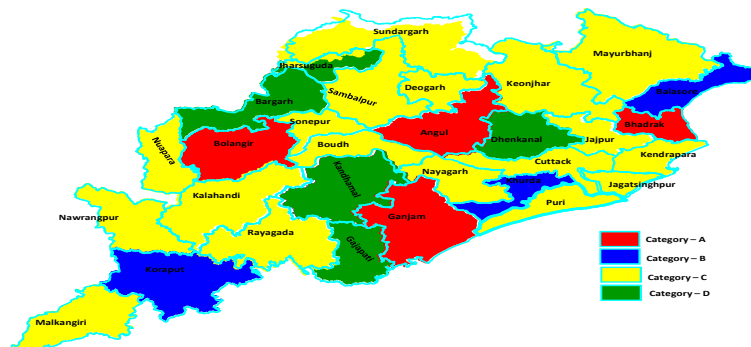 Sundargarh
Mayurbhanj
Jharsuguda
Keonjhar
Deogarh
Balasore
Sambalpur
Bargarh
Sonepur
Angul
Bhadrak
Bolangir
Dhenkanal
Jajpur
Boudh
Nuapara
Kendrapara
Cuttack
Nayagarh
Kandhamal
Jagatsinghpur
Kalahandi
Puri
Nawrangpur
Ganjam
Rayagada
Gajapati
Koraput
Malkangiri
Category – A
Category – B
Category – C
Category – D